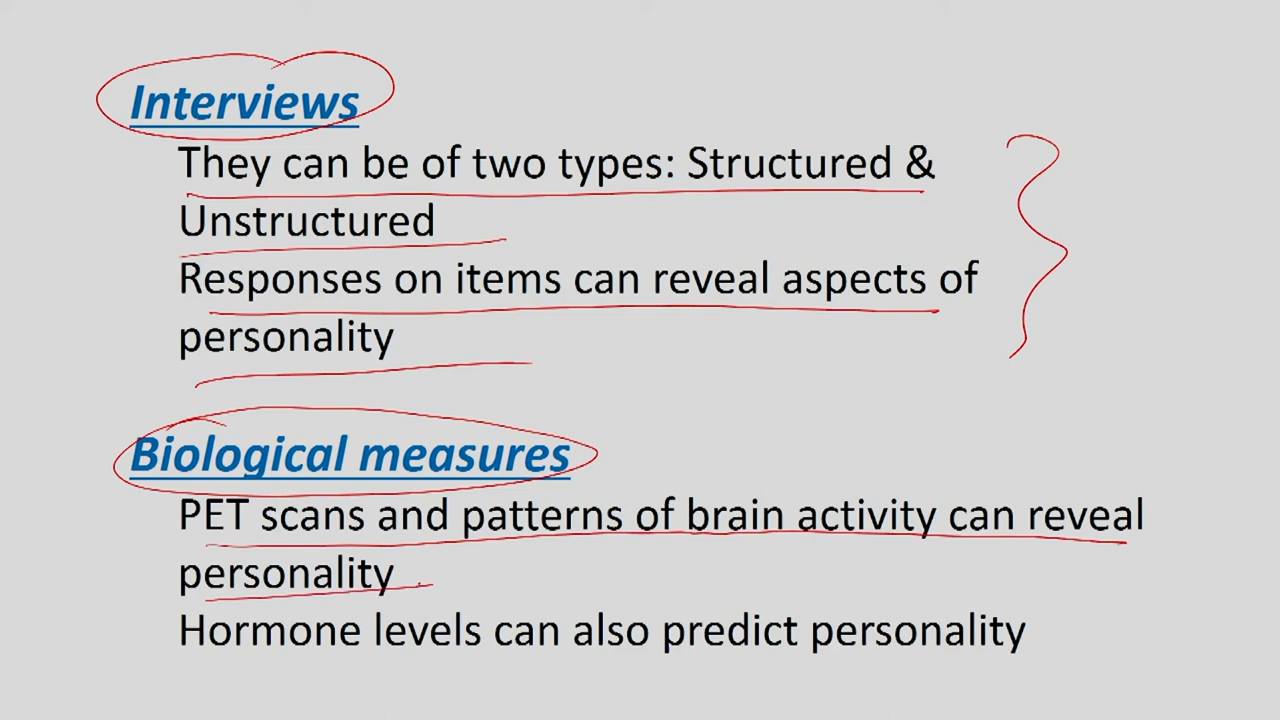 Interviews
They can be of two types: Structured &
Unstructured
Responses on items can reveal aspects of
personality
Biological measures
PET scans and patterns of brain activity can reveal
personality
Hormone levels can also predict personality